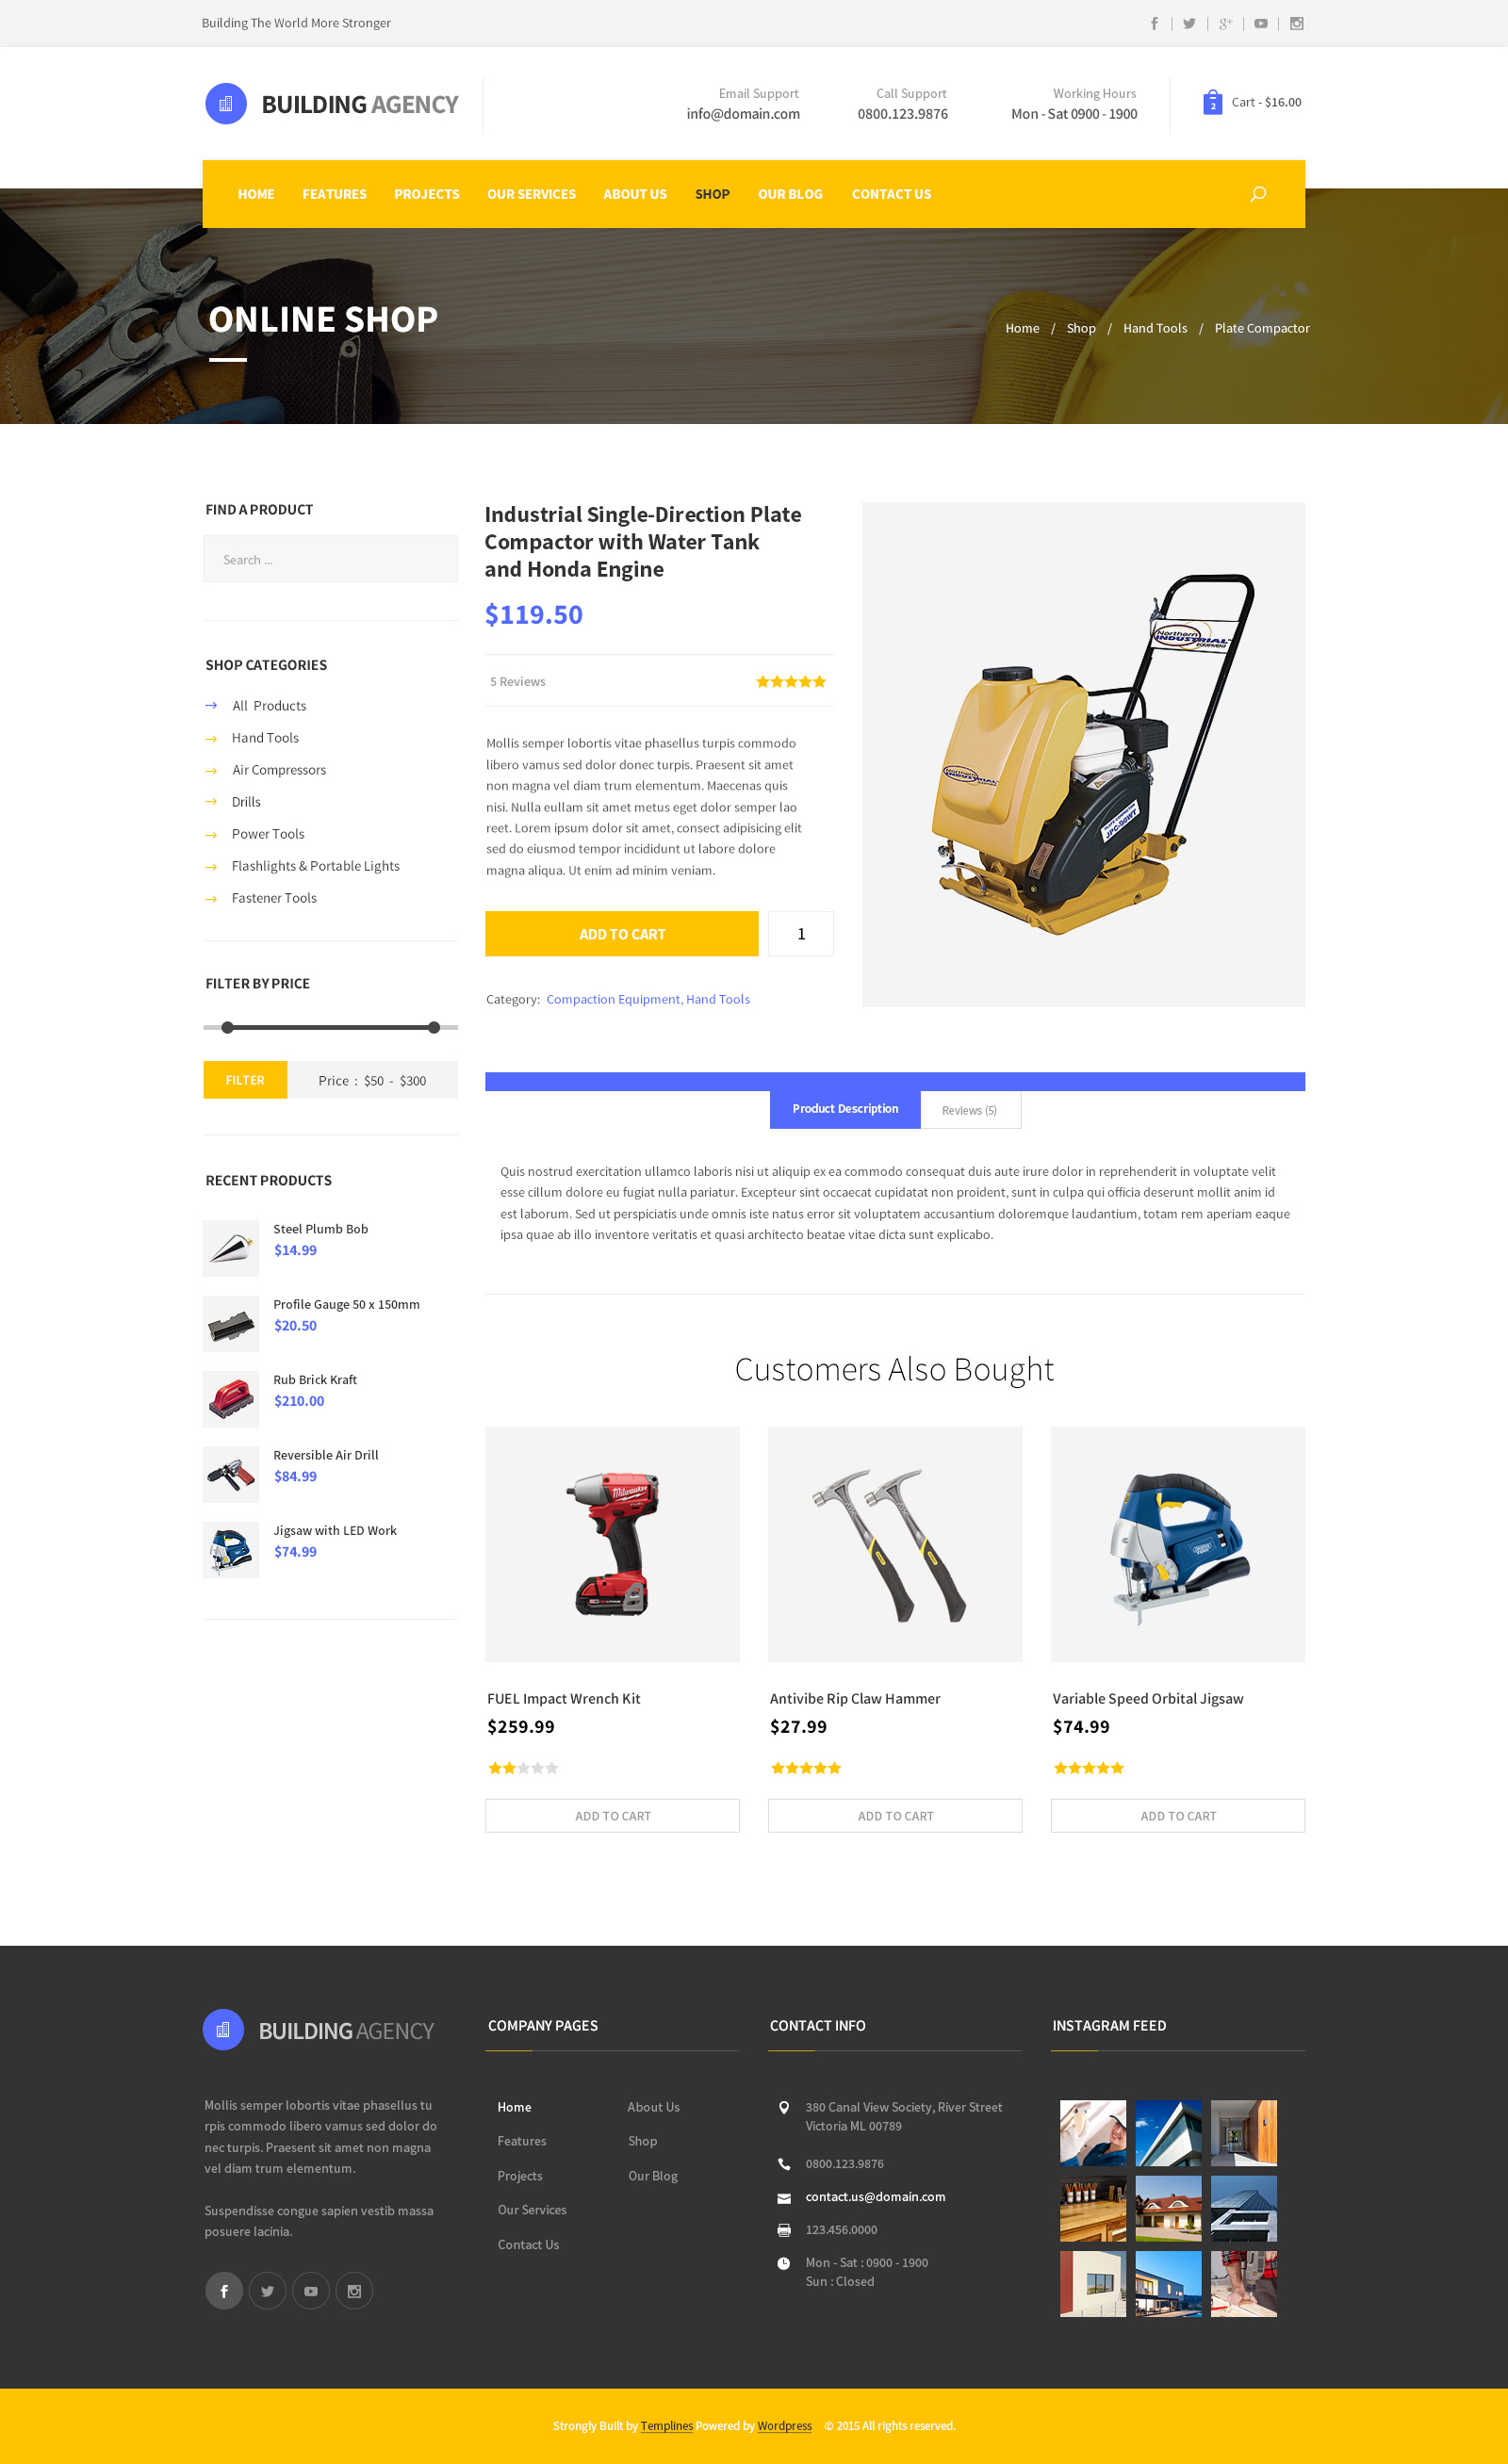 Building The World More Stronger
BUILDING AGENCY
Email Support
info@domain.com
Call Support
0800.123.9876
Working Hours
Mon - Sat 0900 - 1900
2
Cart - $16.00
HOME FEATURES PROJECTS OUR SERVICES ABOUT US SHOP OUR BLOG CONTACT US
ONLINE SHOP
Home / Shop / Hand Tools / Plate Compactor
FIND A PRODUCT
Search ...
SHOP CATEGORIES
All Products
Hand Tools
Air Compressors
Drills
Power Tools
Flashlights & Portable Lights
Fastener Tools
FILTER BY PRICE
FILTER
Price : $50 - $300
RECENT PRODUCTS
Steel Plumb Bob
$14.99
Profile Gauge 50 x 150mm
$20.50
Rub Brick Kraft
$210.00
Reversible Air Drill
$84.99
Jigsaw with LED Work
$74.99
Industrial Single-Direction Plate
Compactor with Water Tank
and Honda Engine
$119.50
5 Reviews
Mollis semper lobortis vitae phasellus turpis commodo
libero vamus sed dolor donec turpis. Praesent sit amet
non magna vel diam trum elementum. Maecenas quis
nisi. Nulla eullam sit amet metus eget dolor semper lao
reet. Lorem ipsum dolor sit amet, consect adipisicing elit
sed do eiusmod tempor incididunt ut labore dolore
magna aliqua. Ut enim ad minim veniam.
ADD TO CART
1
Category: Compaction Equipment, Hand Tools
Northern
INDUSTRIAL
EQUIPMENT
Northern
INDUSTRIAL
Product Description
Reviews (5)
Quis nostrud exercitation ullamco laboris nisi ut aliquip ex ea commodo consequat duis aute irure dolor in reprehenderit in voluptate velit
esse cillum dolore eu fugiat nulla pariatur. Excepteur sint occaecat cupidatat non proident, sunt in culpa qui officia deserunt mollit anim id
est laborum. Sed ut perspiciatis unde omnis iste natus error sit voluptatem accusantium doloremque laudantium, totam rem aperiam eaque
ipsa quae ab illo inventore veritatis et quasi architecto beatae vitae dicta sunt explicabo.
Customers Also Bought
Milwaukee
FUEL Impact Wrench Kit
$259.99
ADD TO CART
Antivibe Rip Claw Hammer
$27.99
ADD TO CART
Variable Speed Orbital Jigsaw
$74.99
ADD TO CART
BUILDING AGENCY
Mollis semper lobortis vitae phasellus tu
rpis commodo libero vamus sed dolor do
nec turpis. Praesent sit amet non magna
vel diam trum elementum.
Suspendisse congue sapien vestib massa
posuere lacinia.
COMPANY PAGES
Home
Features
Projects
Our Services
Contact Us
About Us
Shop
Our Blog
CONTACT INFO
380 Canal View Society, River Street
Victoria ML 00789
0800.123.9876
contact.us@domain.com
123.456.0000
Mon - Sat : 0900 - 1900
Sun : Closed
INSTAGRAM FEED
Strongly Built by Templines Powered by Wordpress © 2015 All rights reserved.